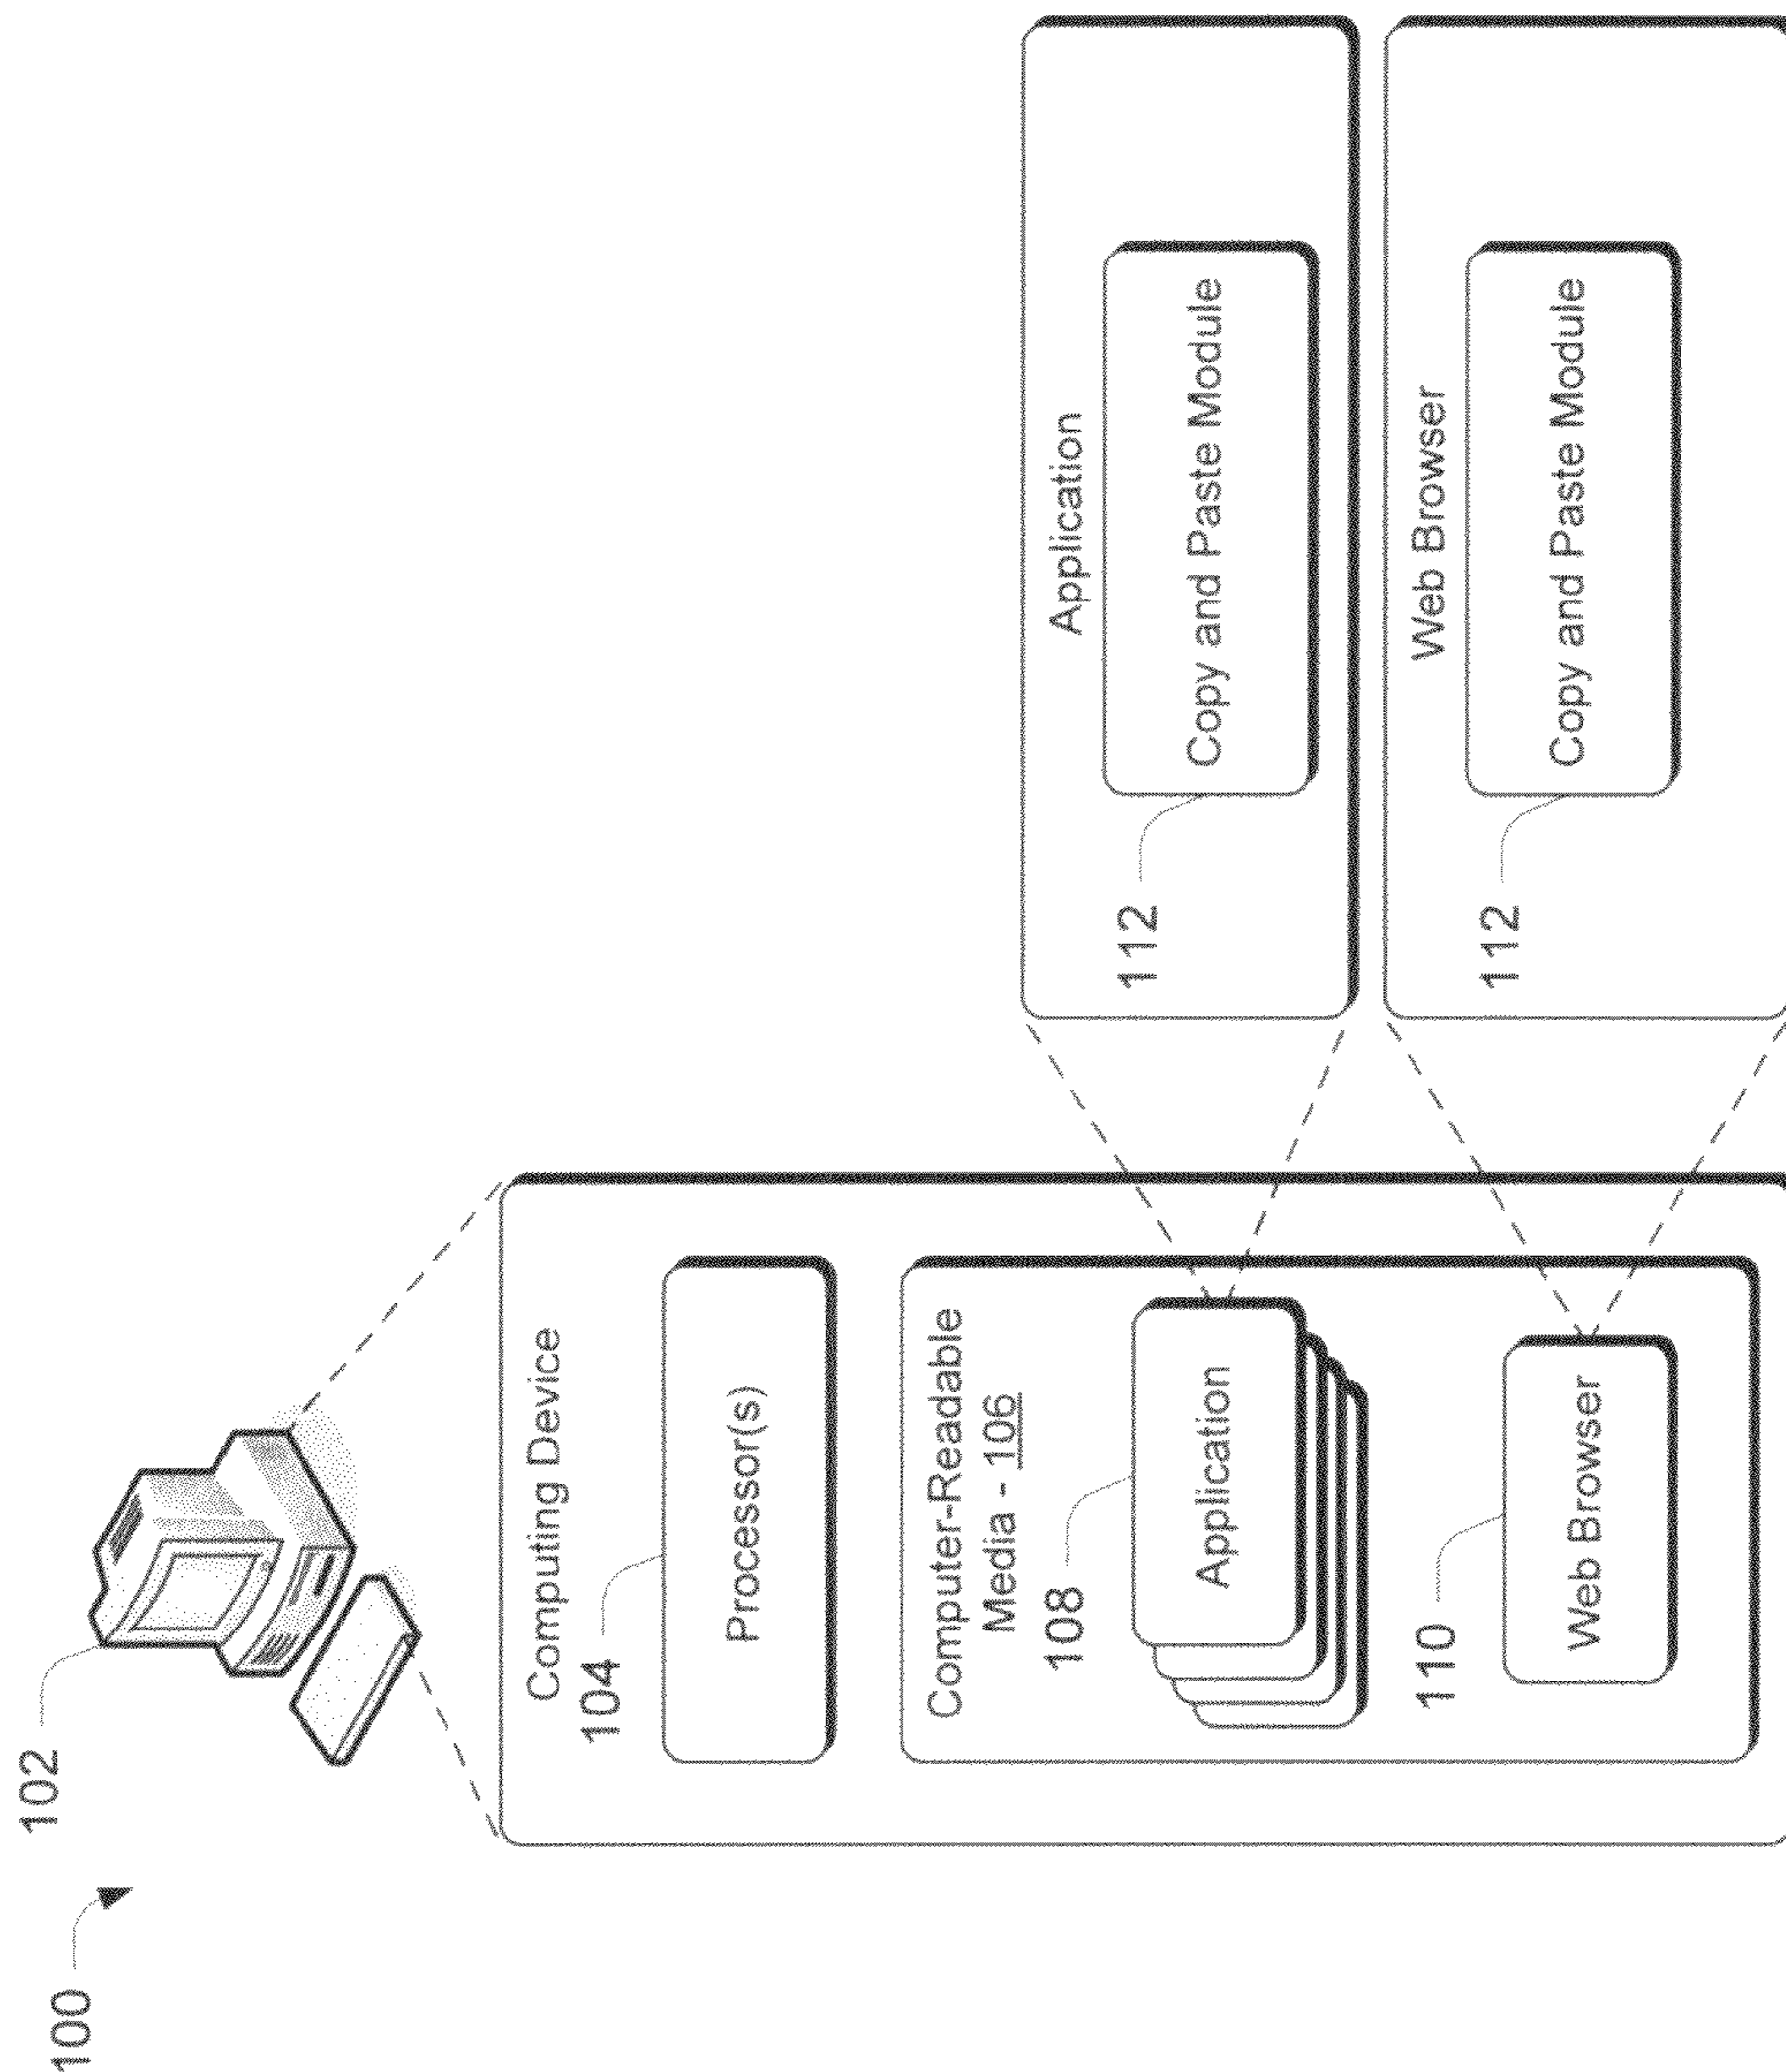 100
102
Computing Device
104
Processor(s)
Computer-Readable
Media - 106
108
Application
110
Web Browser
Application
112
Copy and Paste Module
Web Browser
112
Copy and Paste Module